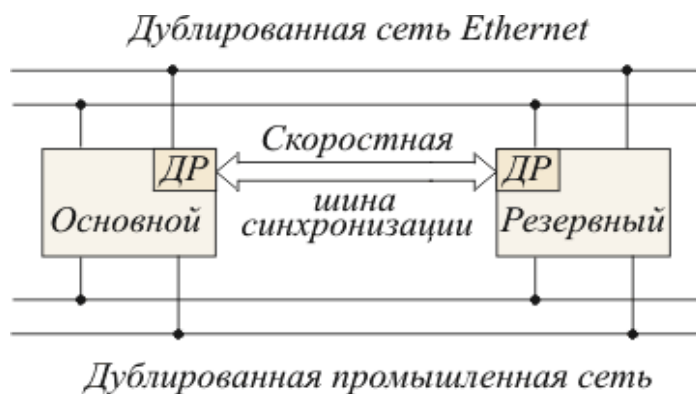 Дублированная сеть Ethernet
Скоростная
ДР
ДР
Основной
шина
синхронизации
Резервный
Дублированная промышленная сеть